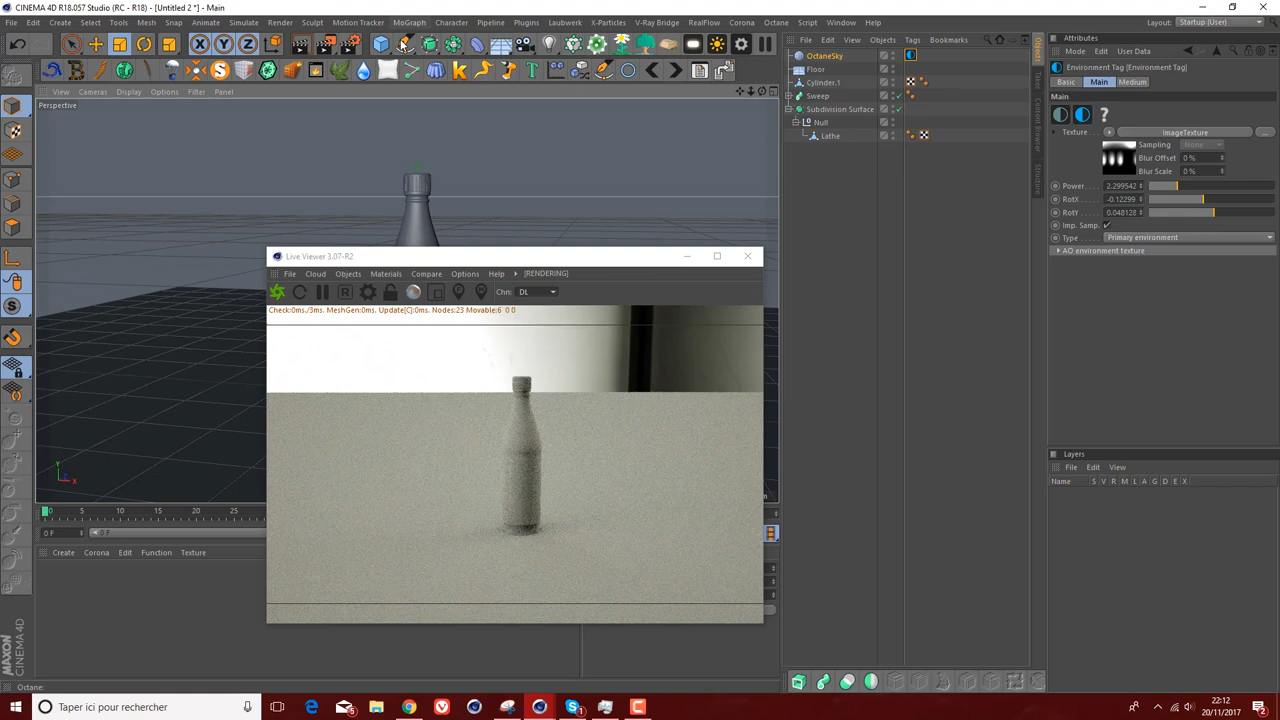 CINEMA 4D R18.057 Studio (RC - R18) - [Untitled 2 *] - Main
File Edit Create Select Tools Mesh Snap Animate Simulate Render Sculpt Motion Tracker MoGraph Character Pipeline Plugins Laubwerk X-Particles V-Ray Bridge RealFlow Corona Octane Script Window Help
Layout: Startup (User)
File Edit View Objects Tags Bookmarks
Attributes
Mode Edit User Data
OctaneSky
Floor
Cylinder.1
Sweep
Subdivision Surface
Null
Lathe
Objects
Take
Content Browser
Structure
Environment Tag [Environment Tag]
Basic Main Medium
Main
Texture ImageTexture ...
Sampling None
Blur Offset 0 %
Blur Scale 0 %
Power 2.299542
RotX -0.12299
RotY 0.048128
Imp. Samp.
Type Primary environment
AO environment texture
Layers
File Edit View
Name S V R M L A G D E X
View Cameras Display Options Filter Panel
Perspective
Y
X
Live Viewer 3.07-R2
File Cloud Objects Materials Compare Options Help [RENDERING]
Chn: DL
Check:0ms./3ms. MeshGen:0ms. Update[C]:0ms. Nodes:23 Movable:6 0 0
0 5 10 15 20 25
0 F 0 F
Create Corona Edit Function Texture
MAXON
CINEMA 4D
Octane:
Taper ici pour rechercher
22:12
20/11/2017